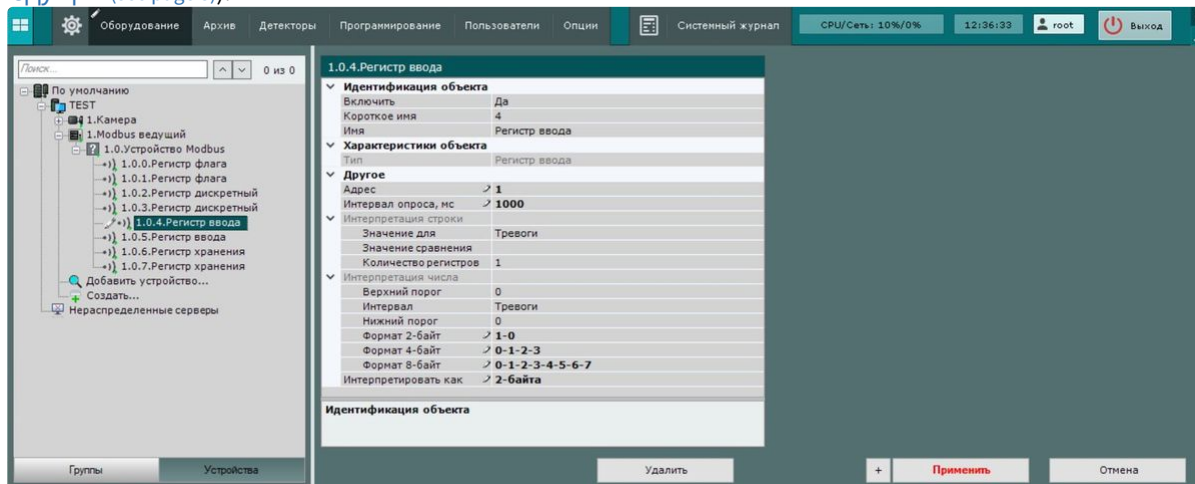 Оборудование Архив Детекторы Программирование Пользователи Опции Системный журнал CPU/Сеть: 10%/0% 12:36:33 root Выход
Поиск... 0 из 0
По умолчанию
TEST
1.Камера
1.Modbus ведущий
1.0.Устройство Modbus
1.0.0.Регистр флага
1.0.1.Регистр флага
1.0.2.Регистр дискретный
1.0.3.Регистр дискретный
1.0.4.Регистр ввода
1.0.5.Регистр ввода
1.0.6.Регистр хранения
1.0.7.Регистр хранения
Добавить устройство...
Создать...
Нераспределенные серверы
Группы Устройства
1.0.4.Регистр ввода
Идентификация объекта
Включить Да
Короткое имя 4
Имя Регистр ввода
Характеристики объекта
Тип Регистр ввода
Другое
Адрес 1
Интервал опроса, мс 1000
Интерпретация строки
Значение для Тревоги
Значение сравнения
Количество регистров 1
Интерпретация числа
Верхний порог 0
Интервал Тревоги
Нижний порог 0
Формат 2-байт 1-0
Формат 4-байт 0-1-2-3
Формат 8-байт 0-1-2-3-4-5-6-7
Интерпретировать как 2-байта
Идентификация объекта
Удалить + Применить Отмена